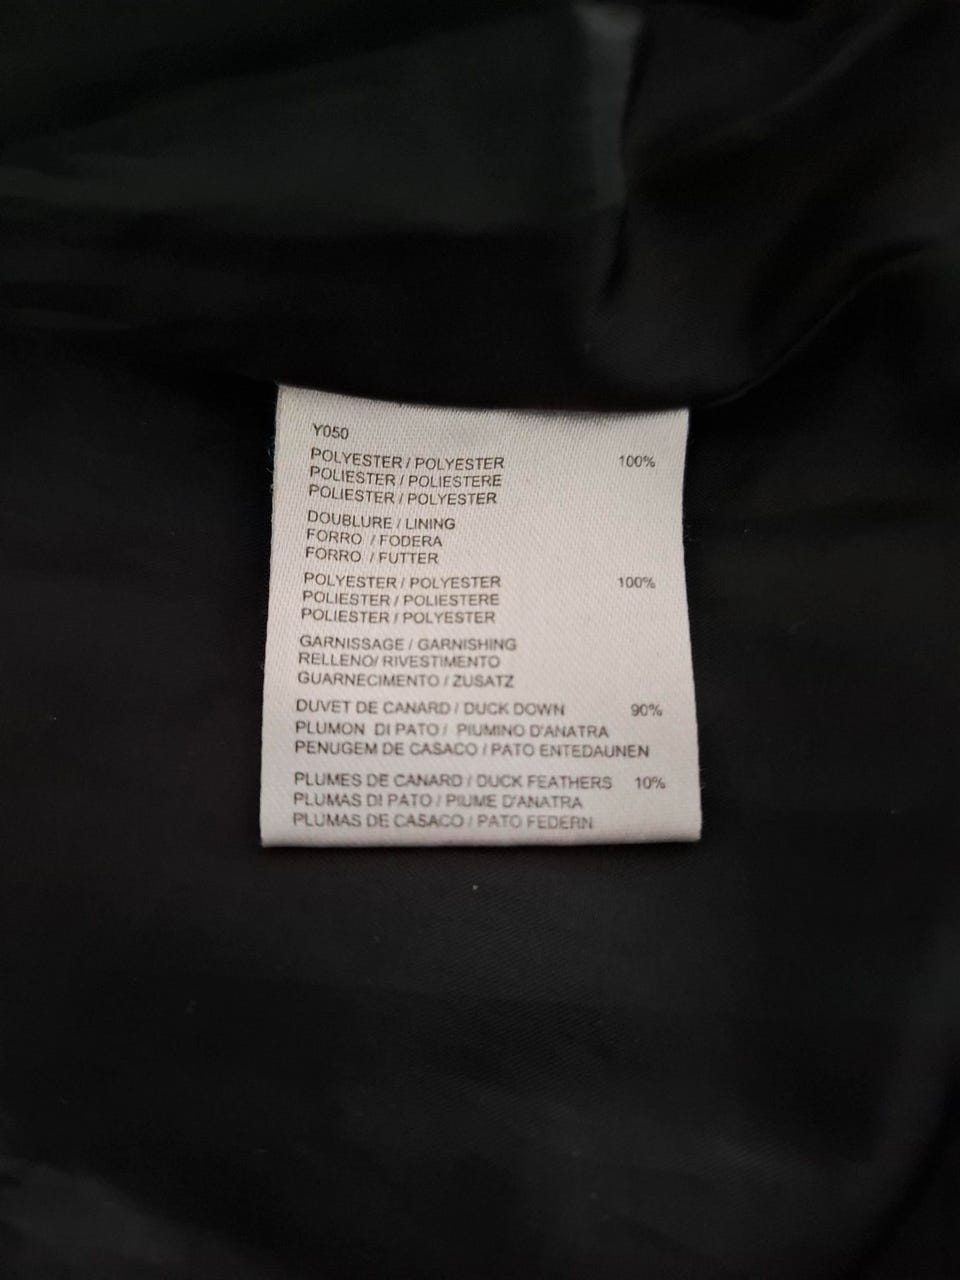 Y050
POLYESTER / POLYESTER 100%
POLIESTER / POLIESTERE
POLIESTER / POLYESTER
DOUBLURE / LINING
FORRO / FODERA
FORRO / FUTTER
POLYESTER / POLYESTER 100%
POLIESTER / POLIESTERE
POLIESTER / POLYESTER
GARNISSAGE / GARNISHING
RELLENO/ RIVESTIMENTO
GUARNECIMENTO / ZUSATZ
DUVET DE CANARD / DUCK DOWN 90%
PLUMON DI PATO / PIUMINO D'ANATRA
PENUGEM DE CASACO / PATO ENTEDAUNEN
PLUMES DE CANARD / DUCK FEATHERS 10%
PLUMAS DI PATO / PIUME D'ANATRA
PLUMAS DE CASACO / PATO FEDERN